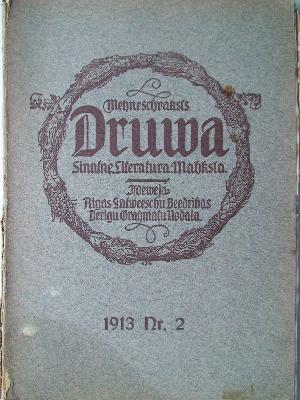 Mehneschraksts
Druwa
Sinatne, Literatura, Mahksla.
Isdeweja:
Rigas Latweeschu Beedribas
Derigu Grahmatu Nodala.
1913 Nr. 2